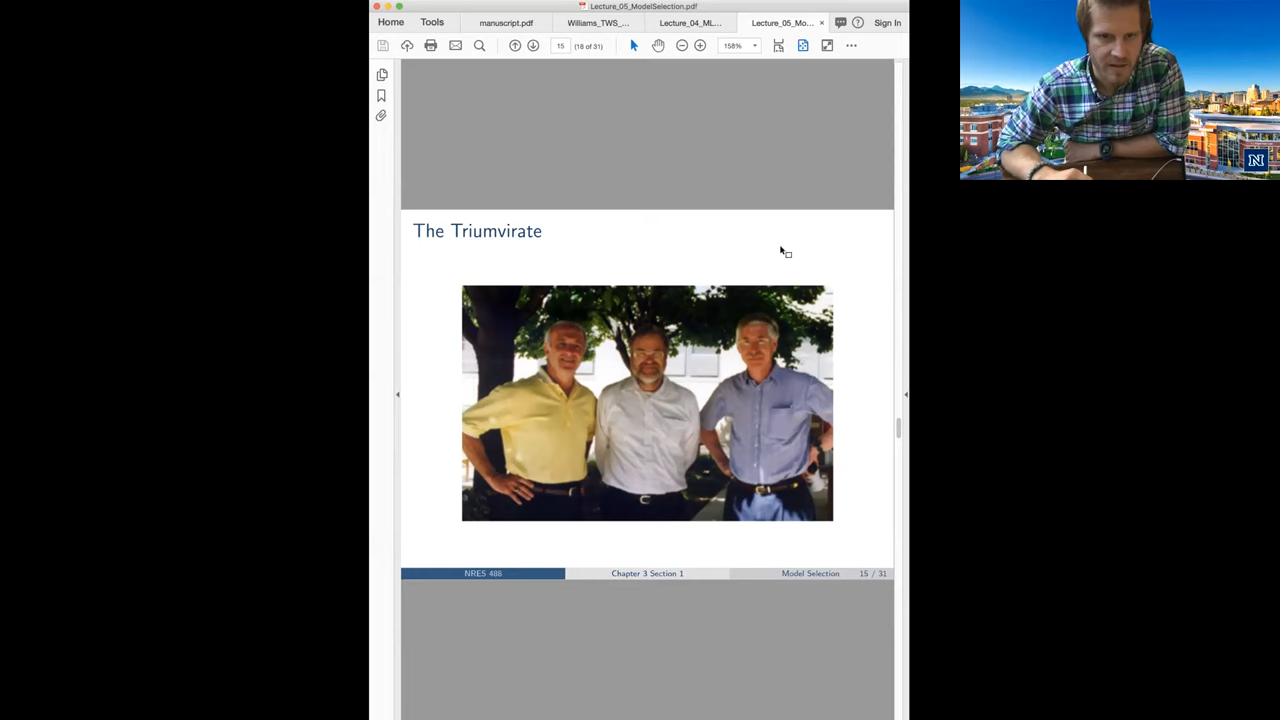 Lecture_05_ModelSelection.pdf
Home Tools manuscript.pdf Williams_TWS_... Lecture_04_ML... Lecture_05_Mo... × Sign In
15 (18 of 31) 158%
The Triumvirate
NRES 488 Chapter 3 Section 1 Model Selection 15 / 31
N